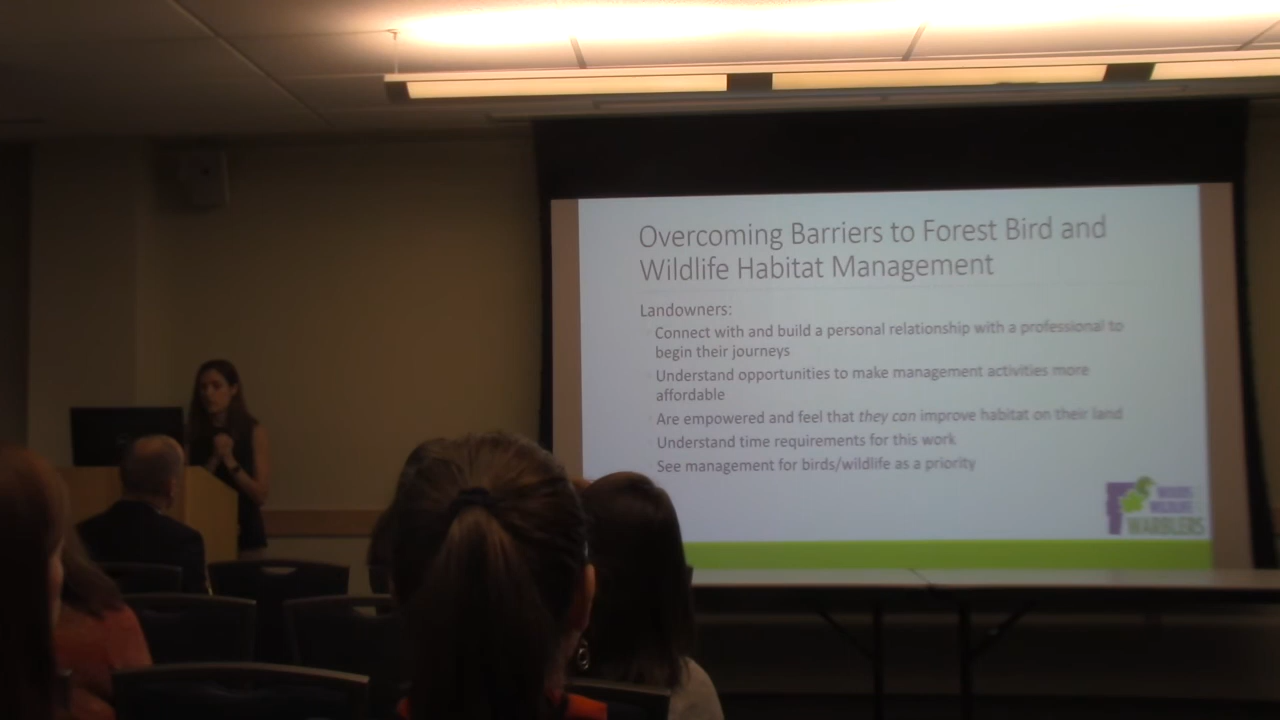 Overcoming Barriers to Forest Bird and
Wildlife Habitat Management
Landowners:
Connect with and build a personal relationship with a professional to
begin their journeys
Understand opportunities to make management activities more
affordable
Are empowered and feel that they can improve habitat on their land
Understand time requirements for this work
See management for birds/wildlife as a priority
WOODS
WILDLIFE
WARBLERS